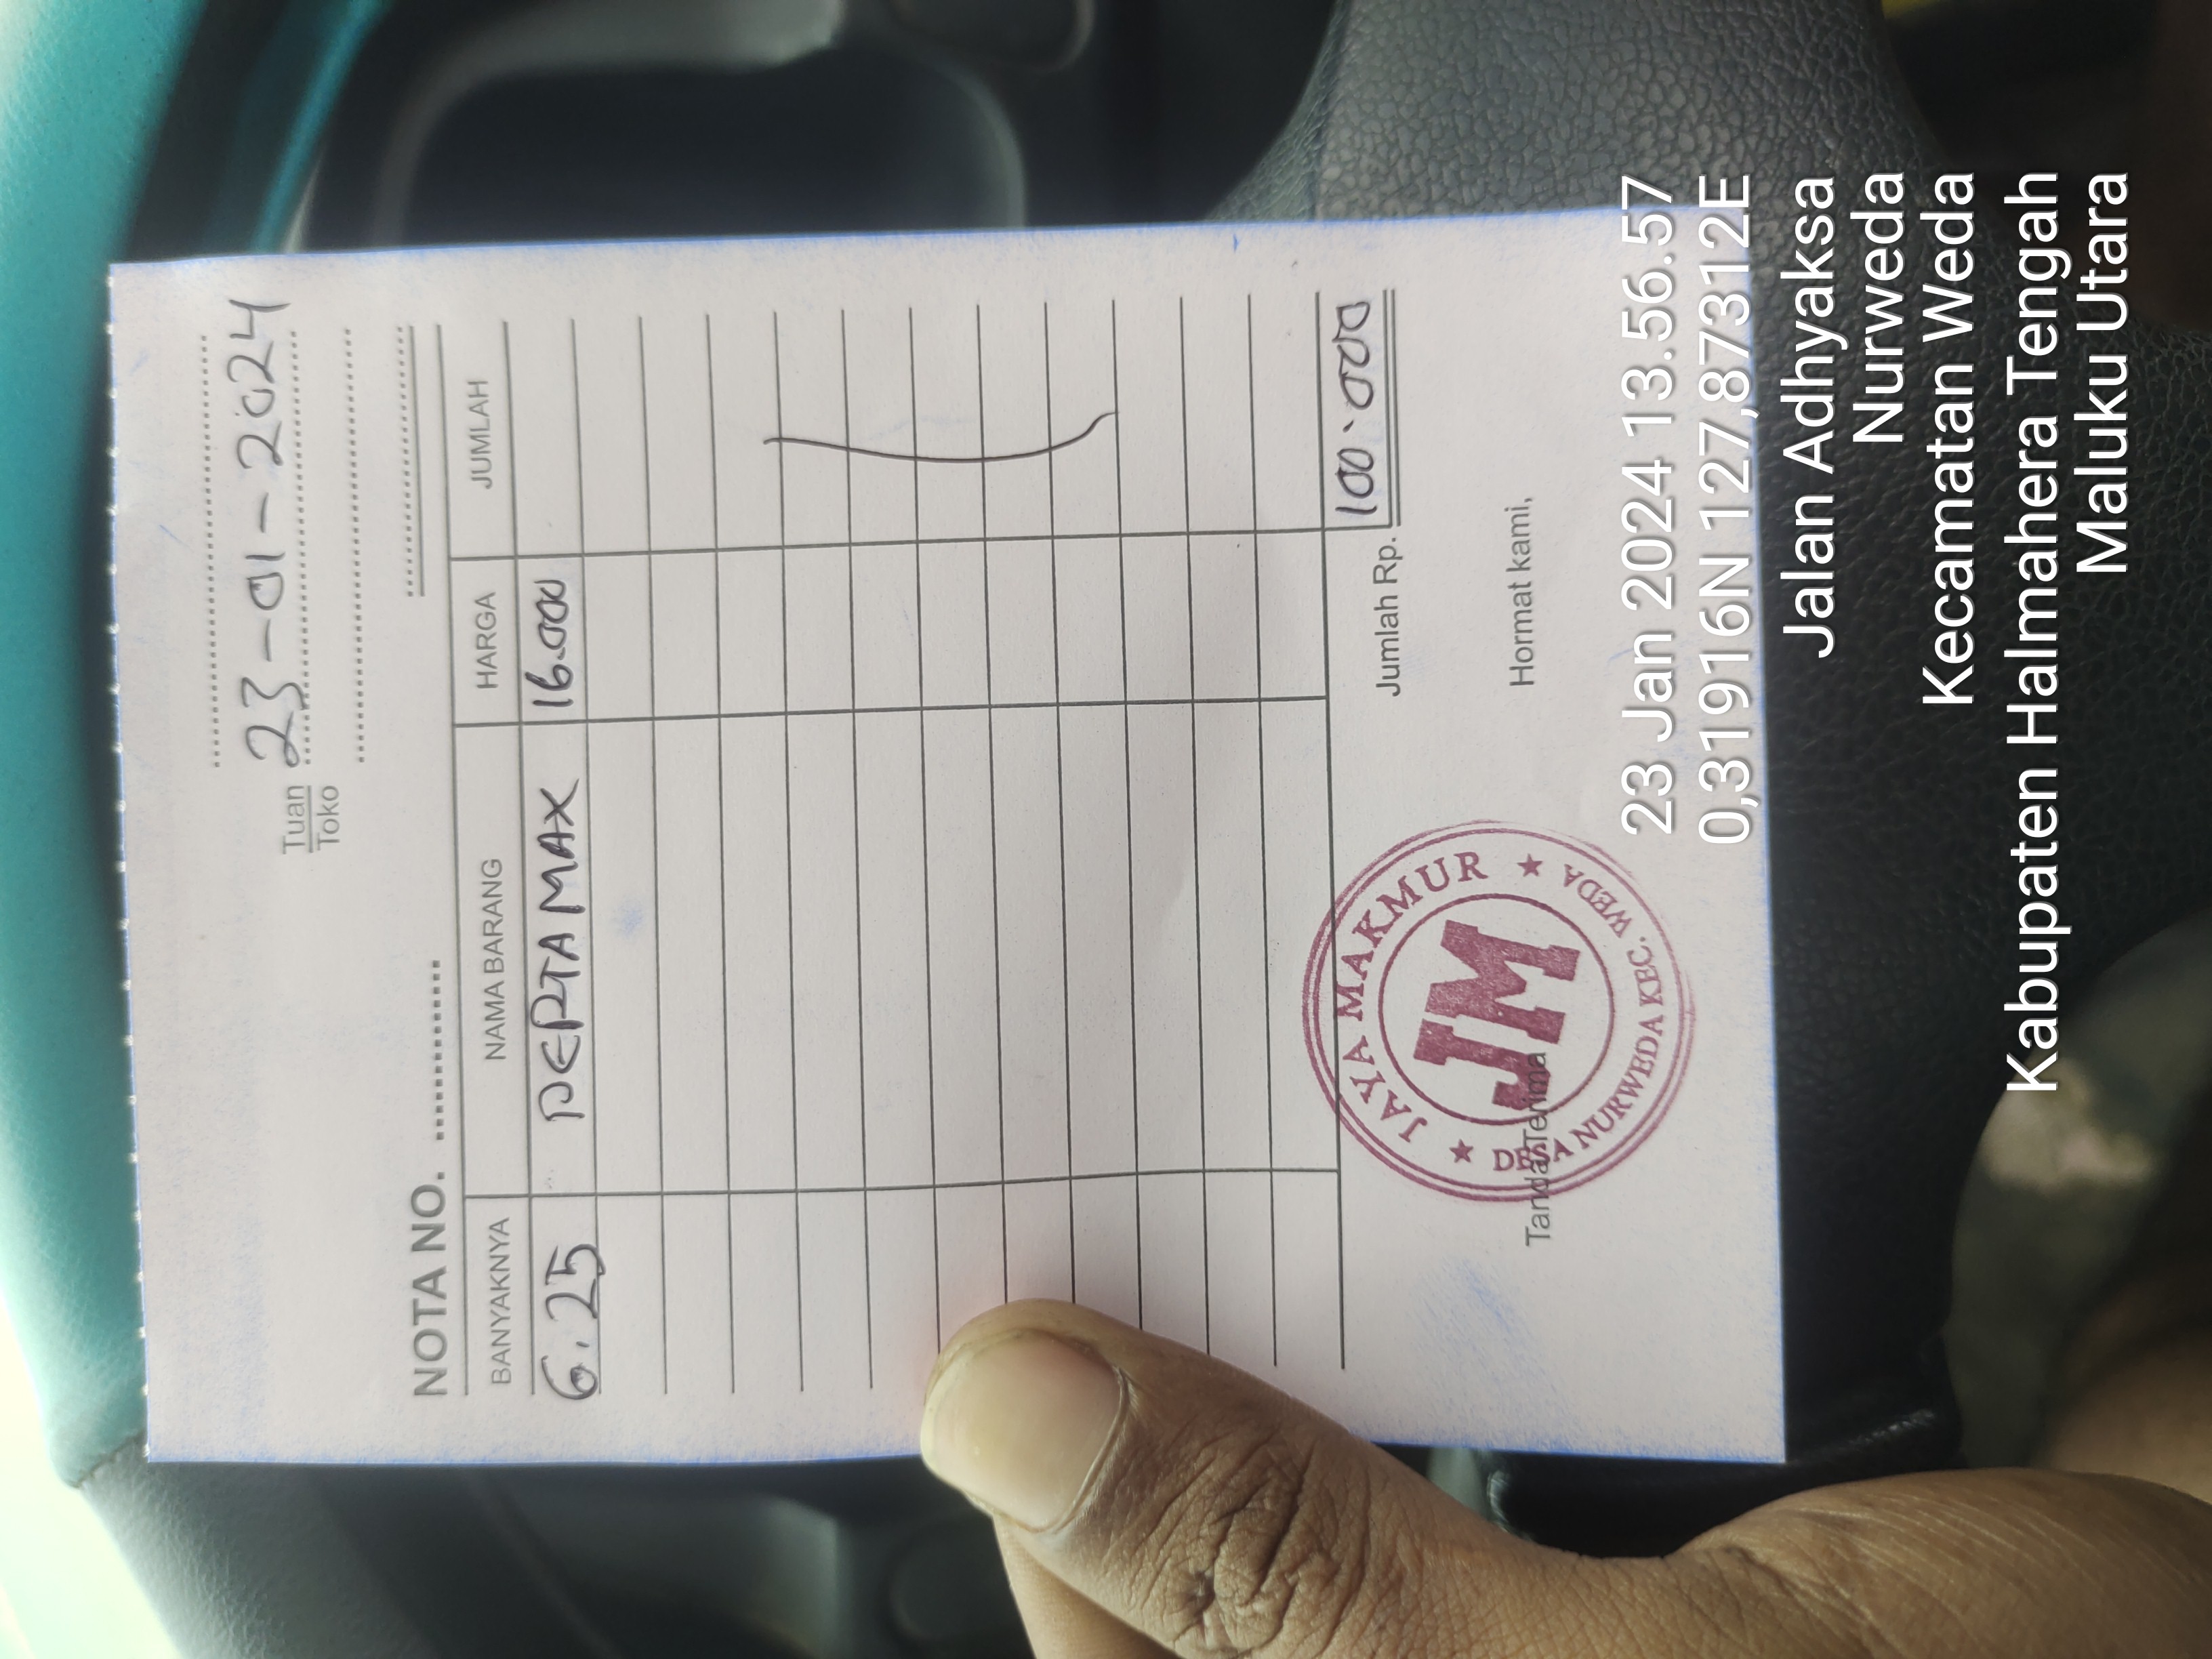 23-01-2024
Tuan
Toko
NOTA NO. ............
BANYAKNYA NAMA BARANG HARGA JUMLAH
6.25 PERTAMAX 16.000
Jumlah Rp. 100.000
Tanda Terima
Hormat kami,
JAYA MAKMUR
JM
DESA NURWEDA KEC. WEDA
23 Jan 2024 13.56.57
0,31916N 127,87312E
Jalan Adhyaksa
Nurweda
Kecamatan Weda
Kabupaten Halmahera Tengah
Maluku Utara